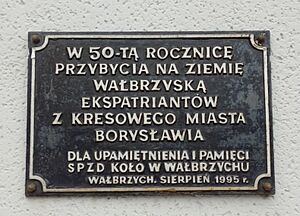 W 50-TĄ ROCZNICĘ
PRZYBYCIA NA ZIEMIĘ
WAŁBRZYSKĄ
EKSPATRIANTÓW
Z KRESOWEGO MIASTA
BORYSŁAWIA
DLA UPAMIĘTNIENIA I PAMIĘCI
SPZD KOŁO W WAŁBRZYCHU
WAŁBRZYCH. SIERPIEŃ 1995 r.